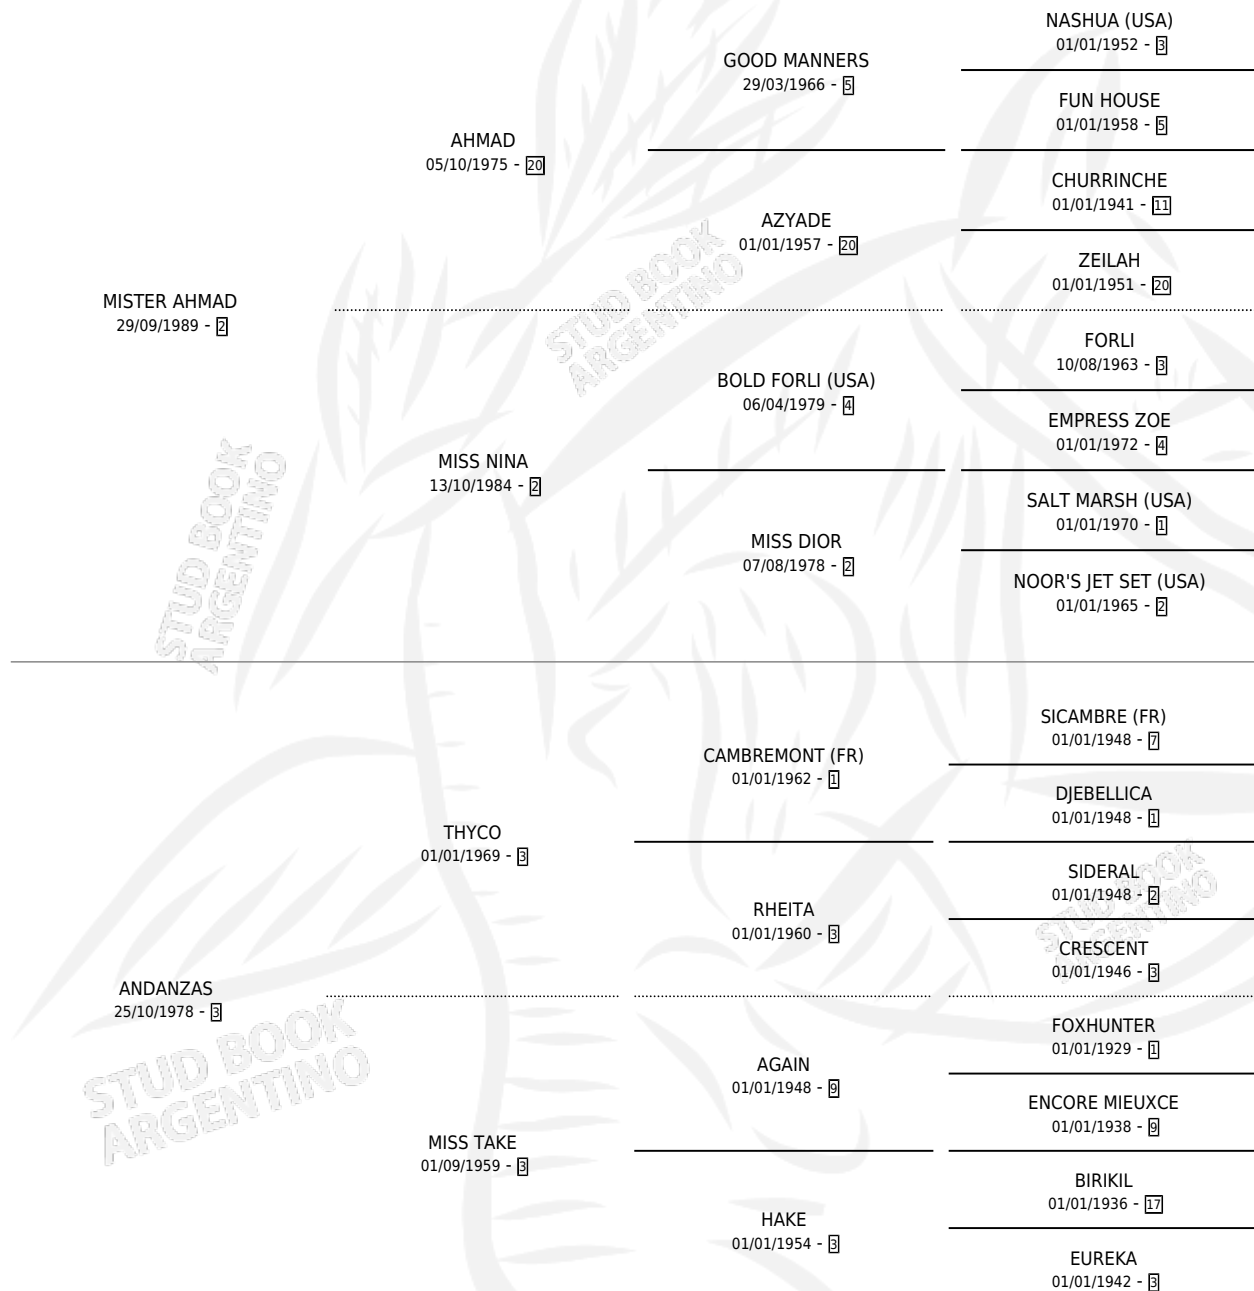 NASHUA (USA)
01/01/1952 - 3
GOOD MANNERS
29/03/1966 - 5
FUN HOUSE
01/01/1958 - 5
AHMAD
05/10/1975 - 20
CHURRINCHE
01/01/1941 - 11
AZYADE
01/01/1957 - 20
ZEILAH
01/01/1951 - 20
MISTER AHMAD
29/09/1989 - 2
STUD BOOK
ARGENTINO
FORLI
10/08/1963 - 3
BOLD FORLI (USA)
06/04/1979 - 4
EMPRESS ZOE
01/01/1972 - 4
MISS NINA
13/10/1984 - 2
SALT MARSH (USA)
01/01/1970 - 1
MISS DIOR
07/08/1978 - 2
NOOR'S JET SET (USA)
01/01/1965 - 2
STUD BOOK
ARGENTINO
SICAMBRE (FR)
01/01/1948 - 7
CAMBREMONT (FR)
01/01/1962 - 1
DJEBELLICA
01/01/1948 - 1
THYCO
01/01/1969 - 3
SIDERAL
01/01/1948 - 2
RHEITA
01/01/1960 - 3
CRESCENT
01/01/1946 - 3
STUD BOOK
ARGENTINO
ANDANZAS
25/10/1978 - 3
STUD BOOK
ARGENTINO
FOXHUNTER
01/01/1929 - 1
AGAIN
01/01/1948 - 9
ENCORE MIEUXCE
01/01/1938 - 9
MISS TAKE
01/09/1959 - 3
BIRIKIL
01/01/1936 - 17
HAKE
01/01/1954 - 3
EUREKA
01/01/1942 - 3